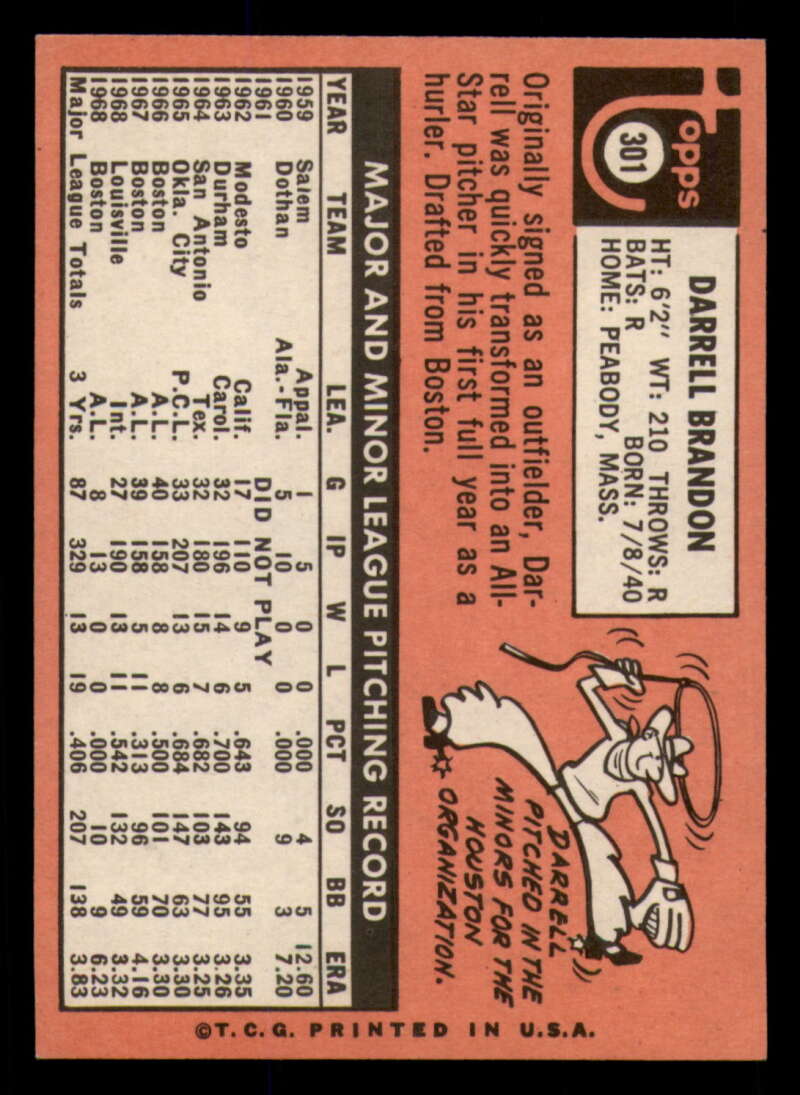 Topps
301
DARRELL BRANDON
HT: 6'2" WT: 210 THROWS: R
BATS: R BORN: 7/8/40
HOME: PEABODY, MASS.
Originally signed as an outfielder, Dar-
rell was quickly transformed into an All-
Star pitcher in his first full year as a
hurler. Drafted from Boston.
DARRELL
PITCHED IN THE
MINORS FOR THE
HOUSTON
ORGANIZATION.
MAJOR AND MINOR LEAGUE PITCHING RECORD
YEAR TEAM LEA. G IP W L PCT SO BB ERA
1959 Salem Appal. 1 5 0 0 .000 4 5 12.60
1960 Dothan Ala.-Fla. 5 10 0 0 .000 9 3 7.20
1961 DID NOT PLAY
1962 Modesto Calif. 17 110 9 5 .643 94 55 3.35
1963 Durham Carol. 32 196 14 6 .700 143 95 3.26
1964 San Antonio Tex. 32 180 15 7 .682 103 77 3.25
1965 Okla. City P.C.L. 33 207 13 6 .684 147 63 3.30
1966 Boston A.L. 40 158 8 8 .500 101 70 3.30
1967 Boston A.L. 39 158 5 11 .313 96 59 4.16
1968 Louisville Int. 27 190 13 11 .542 132 49 3.32
1968 Boston A.L. 8 13 0 0 .000 10 9 6.23
Major League Totals 3 Yrs. 87 329 13 19 .406 207 138 3.83
©T.C.G. PRINTED IN U.S.A.